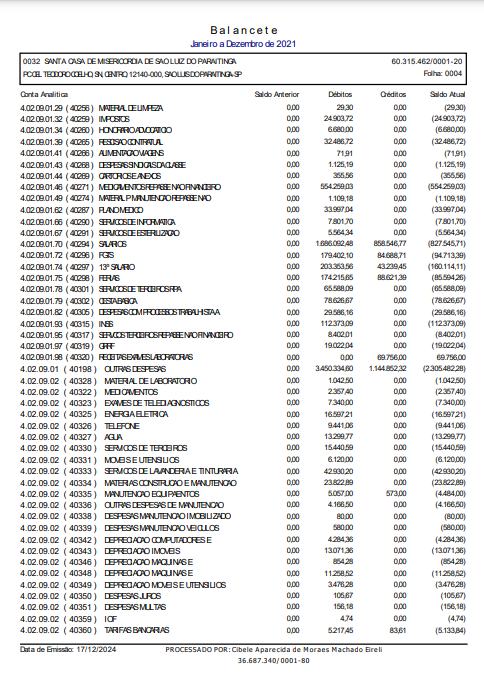 Balancete
Janeiro a Dezembro de 2021
0032 SANTA CASA DE MISERICORDIA DE SAO LUIZ DO PARAITINGA 60.315.462/0001-20
PC.CEL. TEODORO COELHO, SN, CENTRO, 12140-000, SAO LUIS DO PARAITINGA-SP Folha: 0004
Conta Analítica Saldo Anterior Débitos Créditos Saldo Atual
4.02.09.01.29 ( 40256 ) MATERIAL DE LIMPEZA 0,00 29,30 0,00 (29,30)
4.02.09.01.32 ( 40259 ) IMPOSTOS 0,00 24.903,72 0,00 (24.903,72)
4.02.09.01.34 ( 40260 ) HONORARIO ADVOCATICIO 0,00 6.680,00 0,00 (6.680,00)
4.02.09.01.39 ( 40265 ) RESCISAO CONTRATUAL 0,00 32.486,72 0,00 (32.486,72)
4.02.09.01.41 ( 40266 ) ALIMENTACAO VIAGENS 0,00 71,91 0,00 (71,91)
4.02.09.01.43 ( 40268 ) DESPESAS SINDICAIS DA CLASSE 0,00 1.125,19 0,00 (1.125,19)
4.02.09.01.44 ( 40269 ) CARTORIOS E ANEXOS 0,00 355,56 0,00 (355,56)
4.02.09.01.46 ( 40271 ) MEDICAMENTOS REPASSE NAO FINANCEIRO 0,00 554.259,03 0,00 (554.259,03)
4.02.09.01.49 ( 40274 ) MATERIAL P MANUTENCAO REPASSE NAO 0,00 1.109,18 0,00 (1.109,18)
4.02.09.01.62 ( 40287 ) PLANO MEDICO 0,00 33.997,04 0,00 (33.997,04)
4.02.09.01.66 ( 40290 ) SERVICOS DE INFORMATICA 0,00 7.801,70 0,00 (7.801,70)
4.02.09.01.67 ( 40291 ) SERVICOS DE ESTERILIZACAO 0,00 5.564,34 0,00 (5.564,34)
4.02.09.01.70 ( 40294 ) SALARIOS 0,00 1.686.092,48 858.546,77 (827.545,71)
4.02.09.01.72 ( 40296 ) FGTS 0,00 179.402,10 84.688,71 (94.713,39)
4.02.09.01.74 ( 40297 ) 13º SALARIO 0,00 203.353,56 43.239,45 (160.114,11)
4.02.09.01.75 ( 40298 ) FERIAS 0,00 174.215,65 88.621,39 (85.594,26)
4.02.09.01.78 ( 40301 ) SERVICOS DE TERCEIROS RPA 0,00 65.588,09 0,00 (65.588,09)
4.02.09.01.79 ( 40302 ) CESTA BASICA 0,00 78.626,67 0,00 (78.626,67)
4.02.09.01.82 ( 40305 ) DESPESAS COM PROCESSOS TRABALHISTA A 0,00 29.586,16 0,00 (29.586,16)
4.02.09.01.93 ( 40315 ) INSS 0,00 112.373,09 0,00 (112.373,09)
4.02.09.01.95 ( 40317 ) SERVICOS TERCEIROS REPASSE NAO FINANCEIRO 0,00 8.402,01 0,00 (8.402,01)
4.02.09.01.97 ( 40319 ) GRRF 0,00 19.022,04 0,00 (19.022,04)
4.02.09.01.98 ( 40320 ) RECEITAS EXAMES LABORATORIAIS 0,00 0,00 69.756,00 69.756,00
4.02.09.01 ( 40198 ) OUTRAS DESPESAS 0,00 3.450.334,60 1.144.852,32 (2.305.482,28)
4.02.09.02 ( 40328 ) MATERIAL DE LABORATORIO 0,00 1.042,50 0,00 (1.042,50)
4.02.09.02 ( 40322 ) MEDICAMENTOS 0,00 2.357,40 0,00 (2.357,40)
4.02.09.02 ( 40323 ) EXAMES DE TELEDIAGNOSTICOS 0,00 7.340,00 0,00 (7.340,00)
4.02.09.02 ( 40325 ) ENERGIA ELETRICA 0,00 16.597,21 0,00 (16.597,21)
4.02.09.02 ( 40326 ) TELEFONE 0,00 9.441,06 0,00 (9.441,06)
4.02.09.02 ( 40327 ) AGUA 0,00 13.299,77 0,00 (13.299,77)
4.02.09.02 ( 40330 ) SERVICOS DE TERCEIROS 0,00 15.440,59 0,00 (15.440,59)
4.02.09.02 ( 40332 ) MOVEIS E UTENSILIOS 0,00 6.120,00 0,00 (6.120,00)
4.02.09.02 ( 40333 ) SERVICOS DE LAVANDERIA E TINTURARIA 0,00 42.930,20 0,00 (42.930,20)
4.02.09.02 ( 40334 ) MATERIAS CONSTRUCAO E MANUTENCAO 0,00 23.822,89 0,00 (23.822,89)
4.02.09.02 ( 40335 ) MANUTENCAO EQUIPAENTOS 0,00 5.057,00 573,00 (4.484,00)
4.02.09.02 ( 40336 ) OUTRAS DESPESAS DE MANUTENCAO 0,00 4.166,50 0,00 (4.166,50)
4.02.09.02 ( 40338 ) DESPESAS MANUTENCAO IMOBILIZADO 0,00 80,00 0,00 (80,00)
4.02.09.02 ( 40339 ) DESPESAS MANUTENCAO VEICULOS 0,00 580,00 0,00 (580,00)
4.02.09.02 ( 40342 ) DEPRECIACAO COMPUTADORES E 0,00 4.284,36 0,00 (4.284,36)
4.02.09.02 ( 40343 ) DEPRECIACAO IMOVEIS 0,00 13.071,36 0,00 (13.071,36)
4.02.09.02 ( 40346 ) DEPRECIACAO MAQUINAS E 0,00 854,28 0,00 (854,28)
4.02.09.02 ( 40348 ) DEPRECIACAO MAQUINAS E 0,00 11.258,52 0,00 (11.258,52)
4.02.09.02 ( 40349 ) DEPRECIACAO MOVEIS E UTENSILIOS 0,00 3.476,28 0,00 (3.476,28)
4.02.09.02 ( 40350 ) DESPESAS JUROS 0,00 105,67 0,00 (105,67)
4.02.09.02 ( 40351 ) DESPESAS MULTAS 0,00 156,18 0,00 (156,18)
4.02.09.02 ( 40359 ) IOF 0,00 4,74 0,00 (4,74)
4.02.09.02 ( 40360 ) TARIFAS BANCARIAS 0,00 5.217,45 83,61 (5.133,84)
Data de Emissão: 17/12/2024 PROCESSADO POR: Cibele Aparecida de Moraes Machado Eireli
36.687.340/0001-80